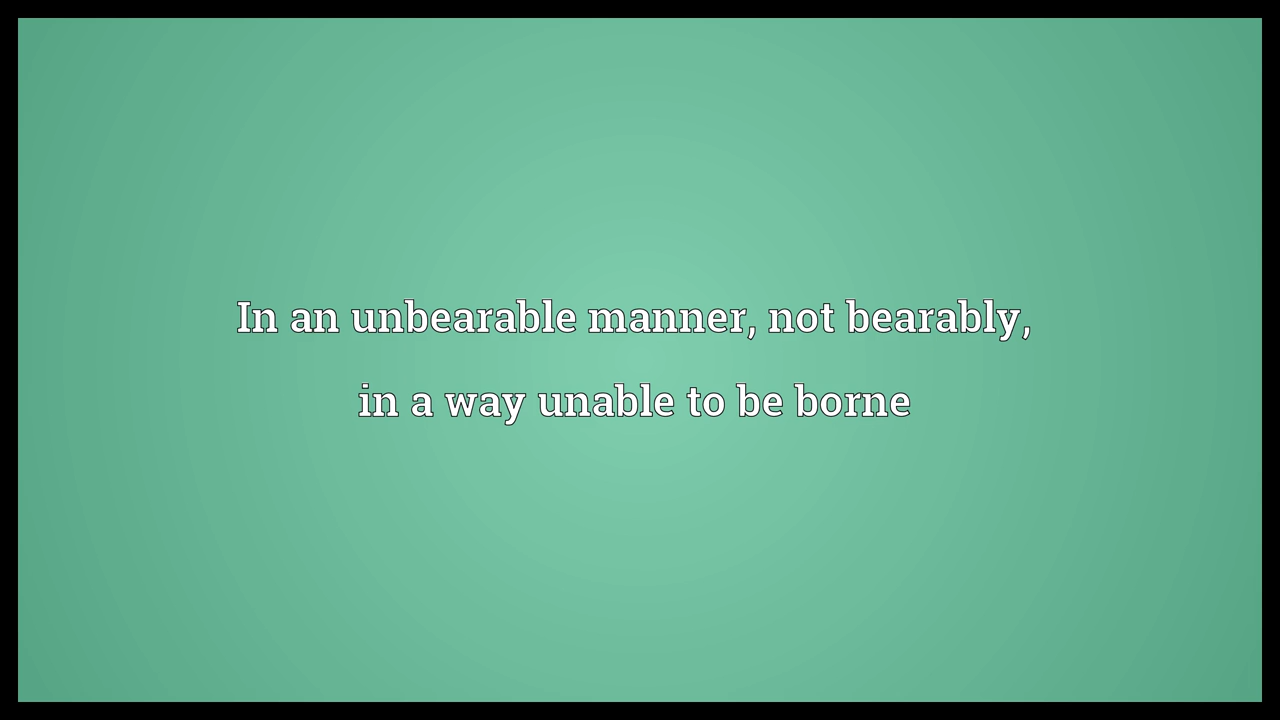 In an unbearable manner, not bearably,
in a way unable to be borne